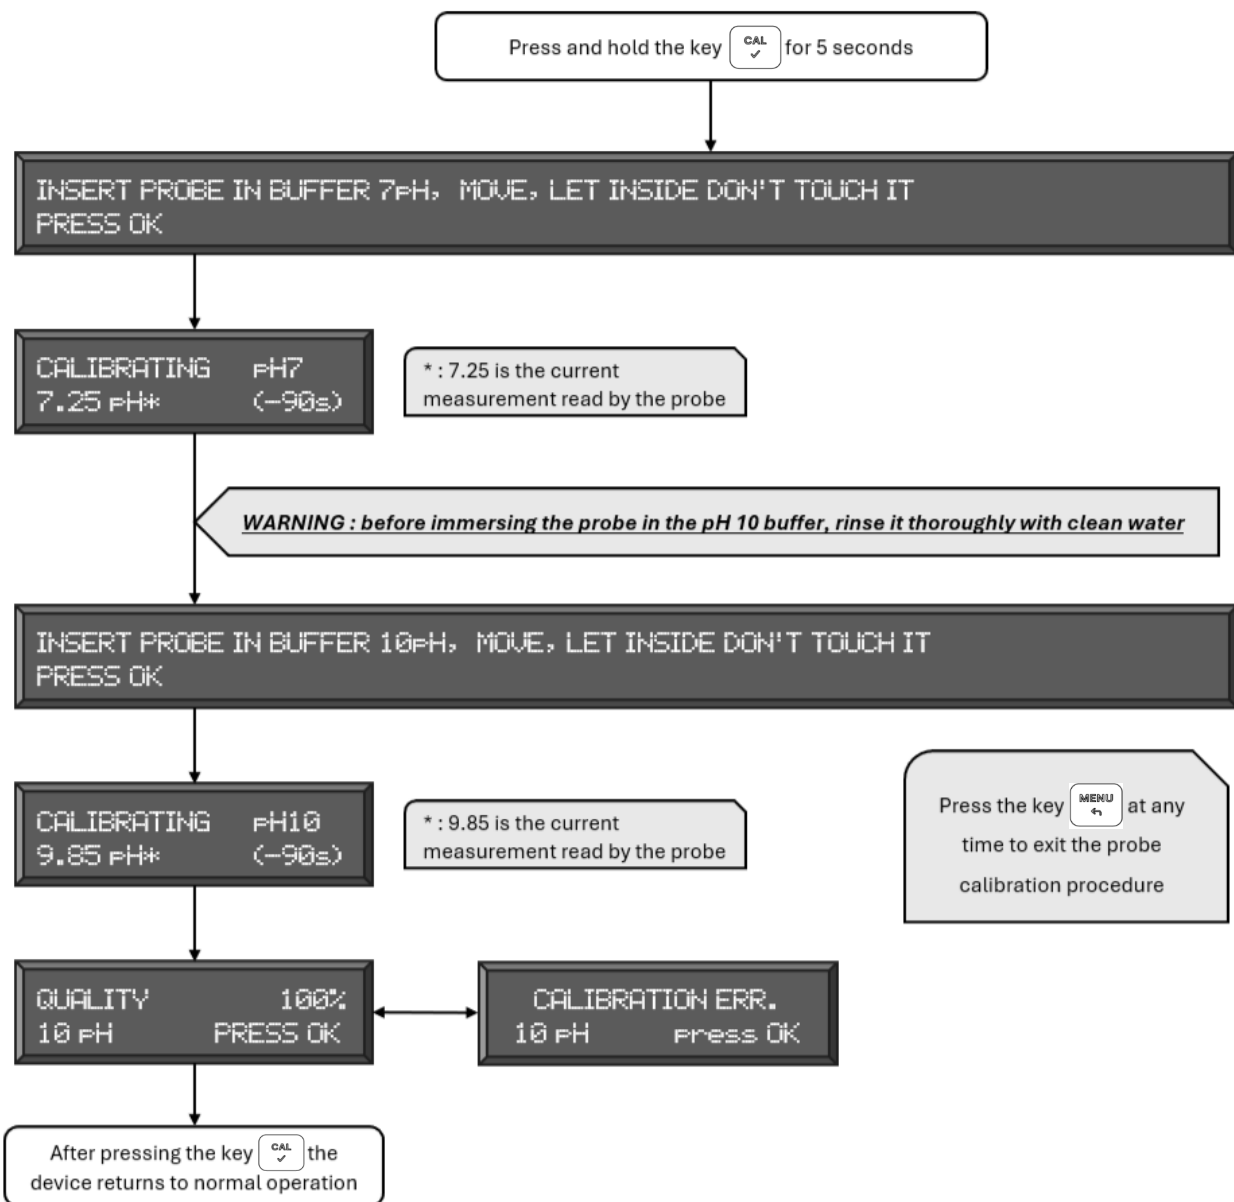 Press and hold the key CAL ✓ for 5 seconds
INSERT PROBE IN BUFFER 7pH, MOVE, LET INSIDE DON'T TOUCH IT
PRESS OK
CALIBRATING pH7
7.25 pH* (-90s)
* : 7.25 is the current
measurement read by the probe
WARNING : before immersing the probe in the pH 10 buffer, rinse it thoroughly with clean water
INSERT PROBE IN BUFFER 10pH, MOVE, LET INSIDE DON'T TOUCH IT
PRESS OK
CALIBRATING pH10
9.85 pH* (-90s)
* : 9.85 is the current
measurement read by the probe
Press the key MENU at any
time to exit the probe
calibration procedure
QUALITY 100%
10 pH PRESS OK
CALIBRATION ERR.
10 pH press OK
After pressing the key CAL ✓ the
device returns to normal operation